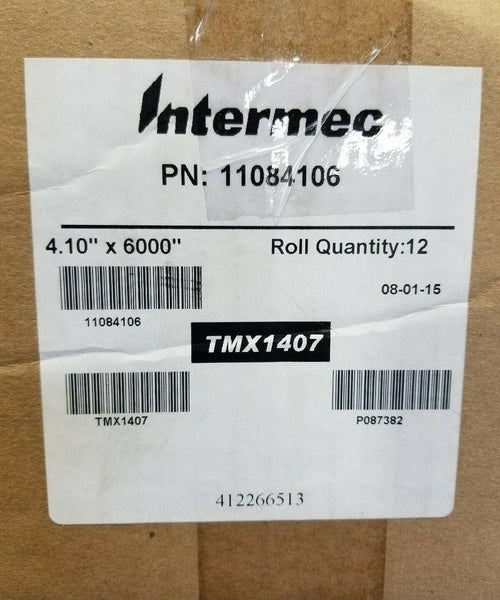 Intermec
PN: 11084106
4.10" x 6000"
Roll Quantity:12
11084106
08-01-15
TMX1407
TMX1407
P087382
412266513